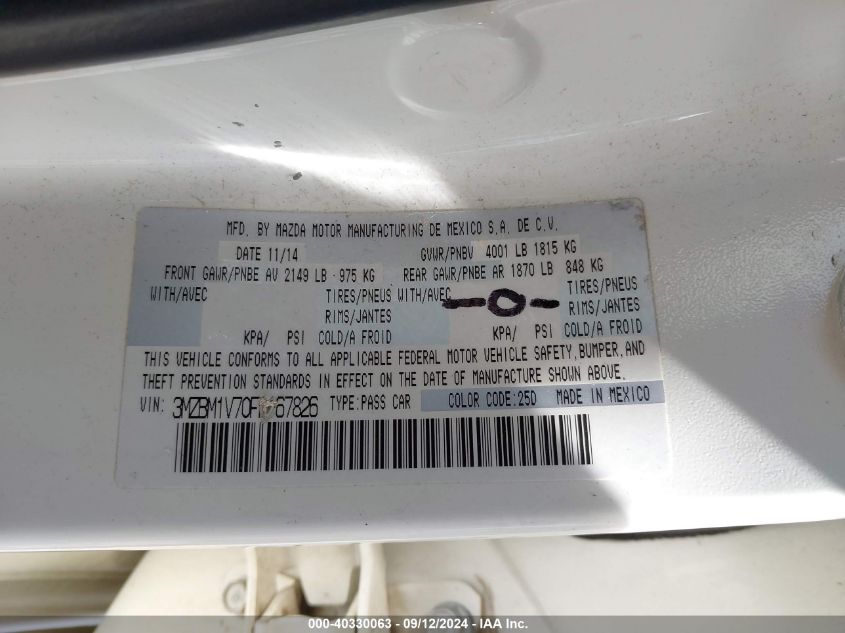 MFD. BY MAZDA MOTOR MANUFACTURING DE MEXICO S.A. DE C.V.
DATE 11/14 GVWR/PNBV 4001 LB 1815 KG
FRONT GAWR/PNBE AV 2149 LB - 975 KG REAR GAWR/PNBE AR 1870 LB 848 KG
WITH/AVEC TIRES/PNEUS WITH/AVEC TIRES/PNEUS
RIMS/JANTES RIMS/JANTES
KPA/ PSI COLD/A FROID KPA/ PSI COLD/A FROID
THIS VEHICLE CONFORMS TO ALL APPLICABLE FEDERAL MOTOR VEHICLE SAFETY, BUMPER, AND
THEFT PREVENTION STANDARDS IN EFFECT ON THE DATE OF MANUFACTURE SHOWN ABOVE.
VIN: TYPE:PASS CAR COLOR CODE:25D MADE IN MEXICO
000-40330063 - 09/12/2024 - IAA Inc.